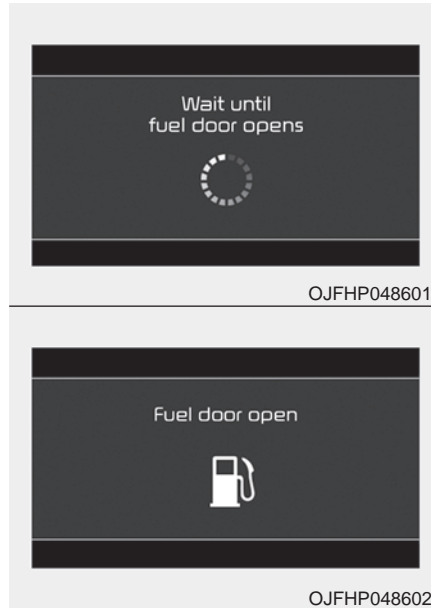 Wait until
fuel door opens
OJFHP048601
Fuel door open
OJFHP048602